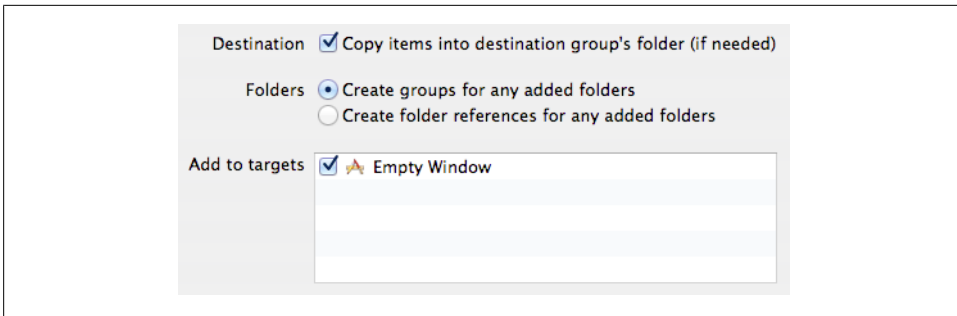 Destination Copy items into destination group's folder (if needed)
Folders Create groups for any added folders
Create folder references for any added folders
Add to targets Empty Window